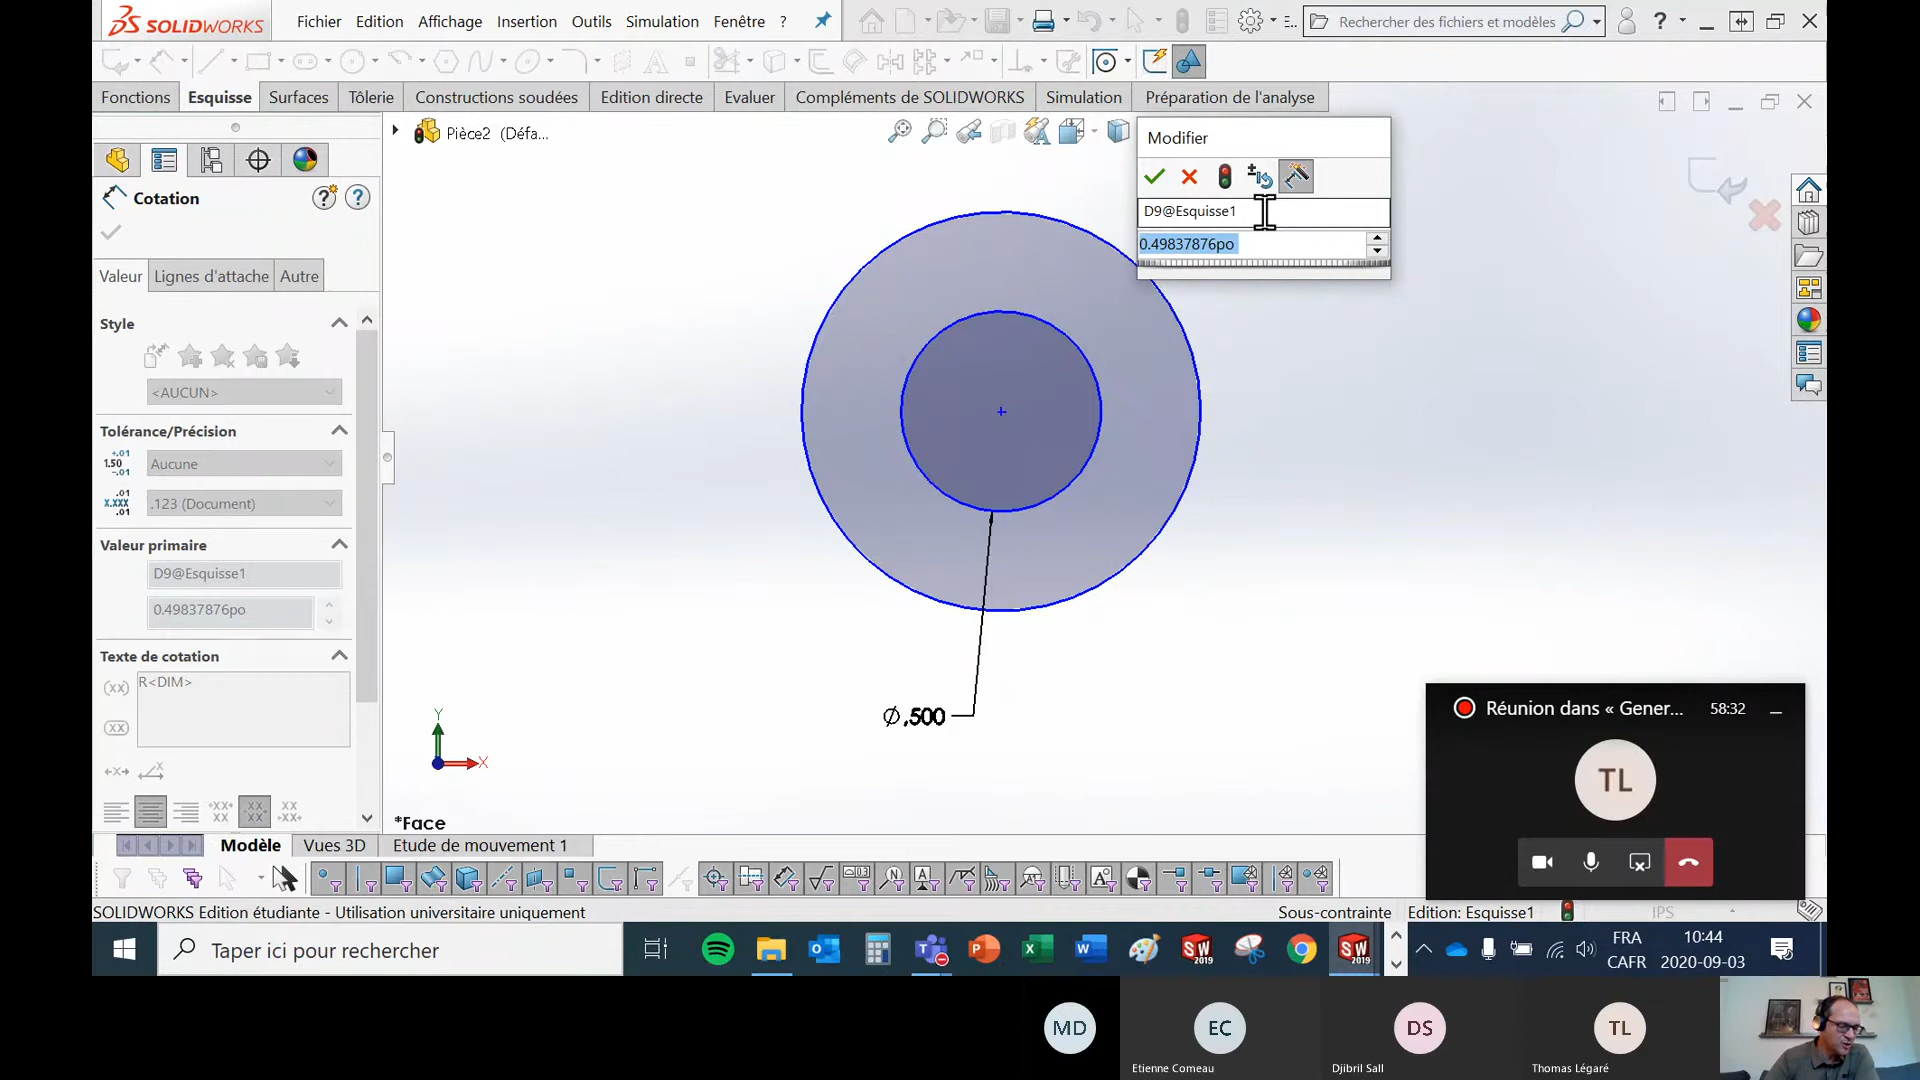 SOLIDWORKS
Fichier Edition Affichage Insertion Outils Simulation Fenêtre ?
E...
Rechercher des fichiers et modèles
?
Fonctions Esquisse Surfaces Tôlerie Constructions soudées Edition directe Evaluer Compléments de SOLIDWORKS Simulation Préparation de l'analyse
Pièce2 (Défa...
Modifier
D9@Esquisse1
0.49837876po
Cotation
Valeur Lignes d'attache Autre
Style
<AUCUN>
Tolérance/Précision
Aucune
.123 (Document)
Valeur primaire
D9@Esquisse1
0.49837876po
Texte de cotation
R<DIM>
Ø.500
Y
X
*Face
Modèle Vues 3D Etude de mouvement 1
SOLIDWORKS Edition étudiante - Utilisation universitaire uniquement
Sous-contrainte Edition: Esquisse1 IPS
Réunion dans « Gener... 58:32
TL
Taper ici pour rechercher
FRA
CAFR
10:44
2020-09-03
MD
EC
Etienne Comeau
DS
Djibril Sall
TL
Thomas Légaré